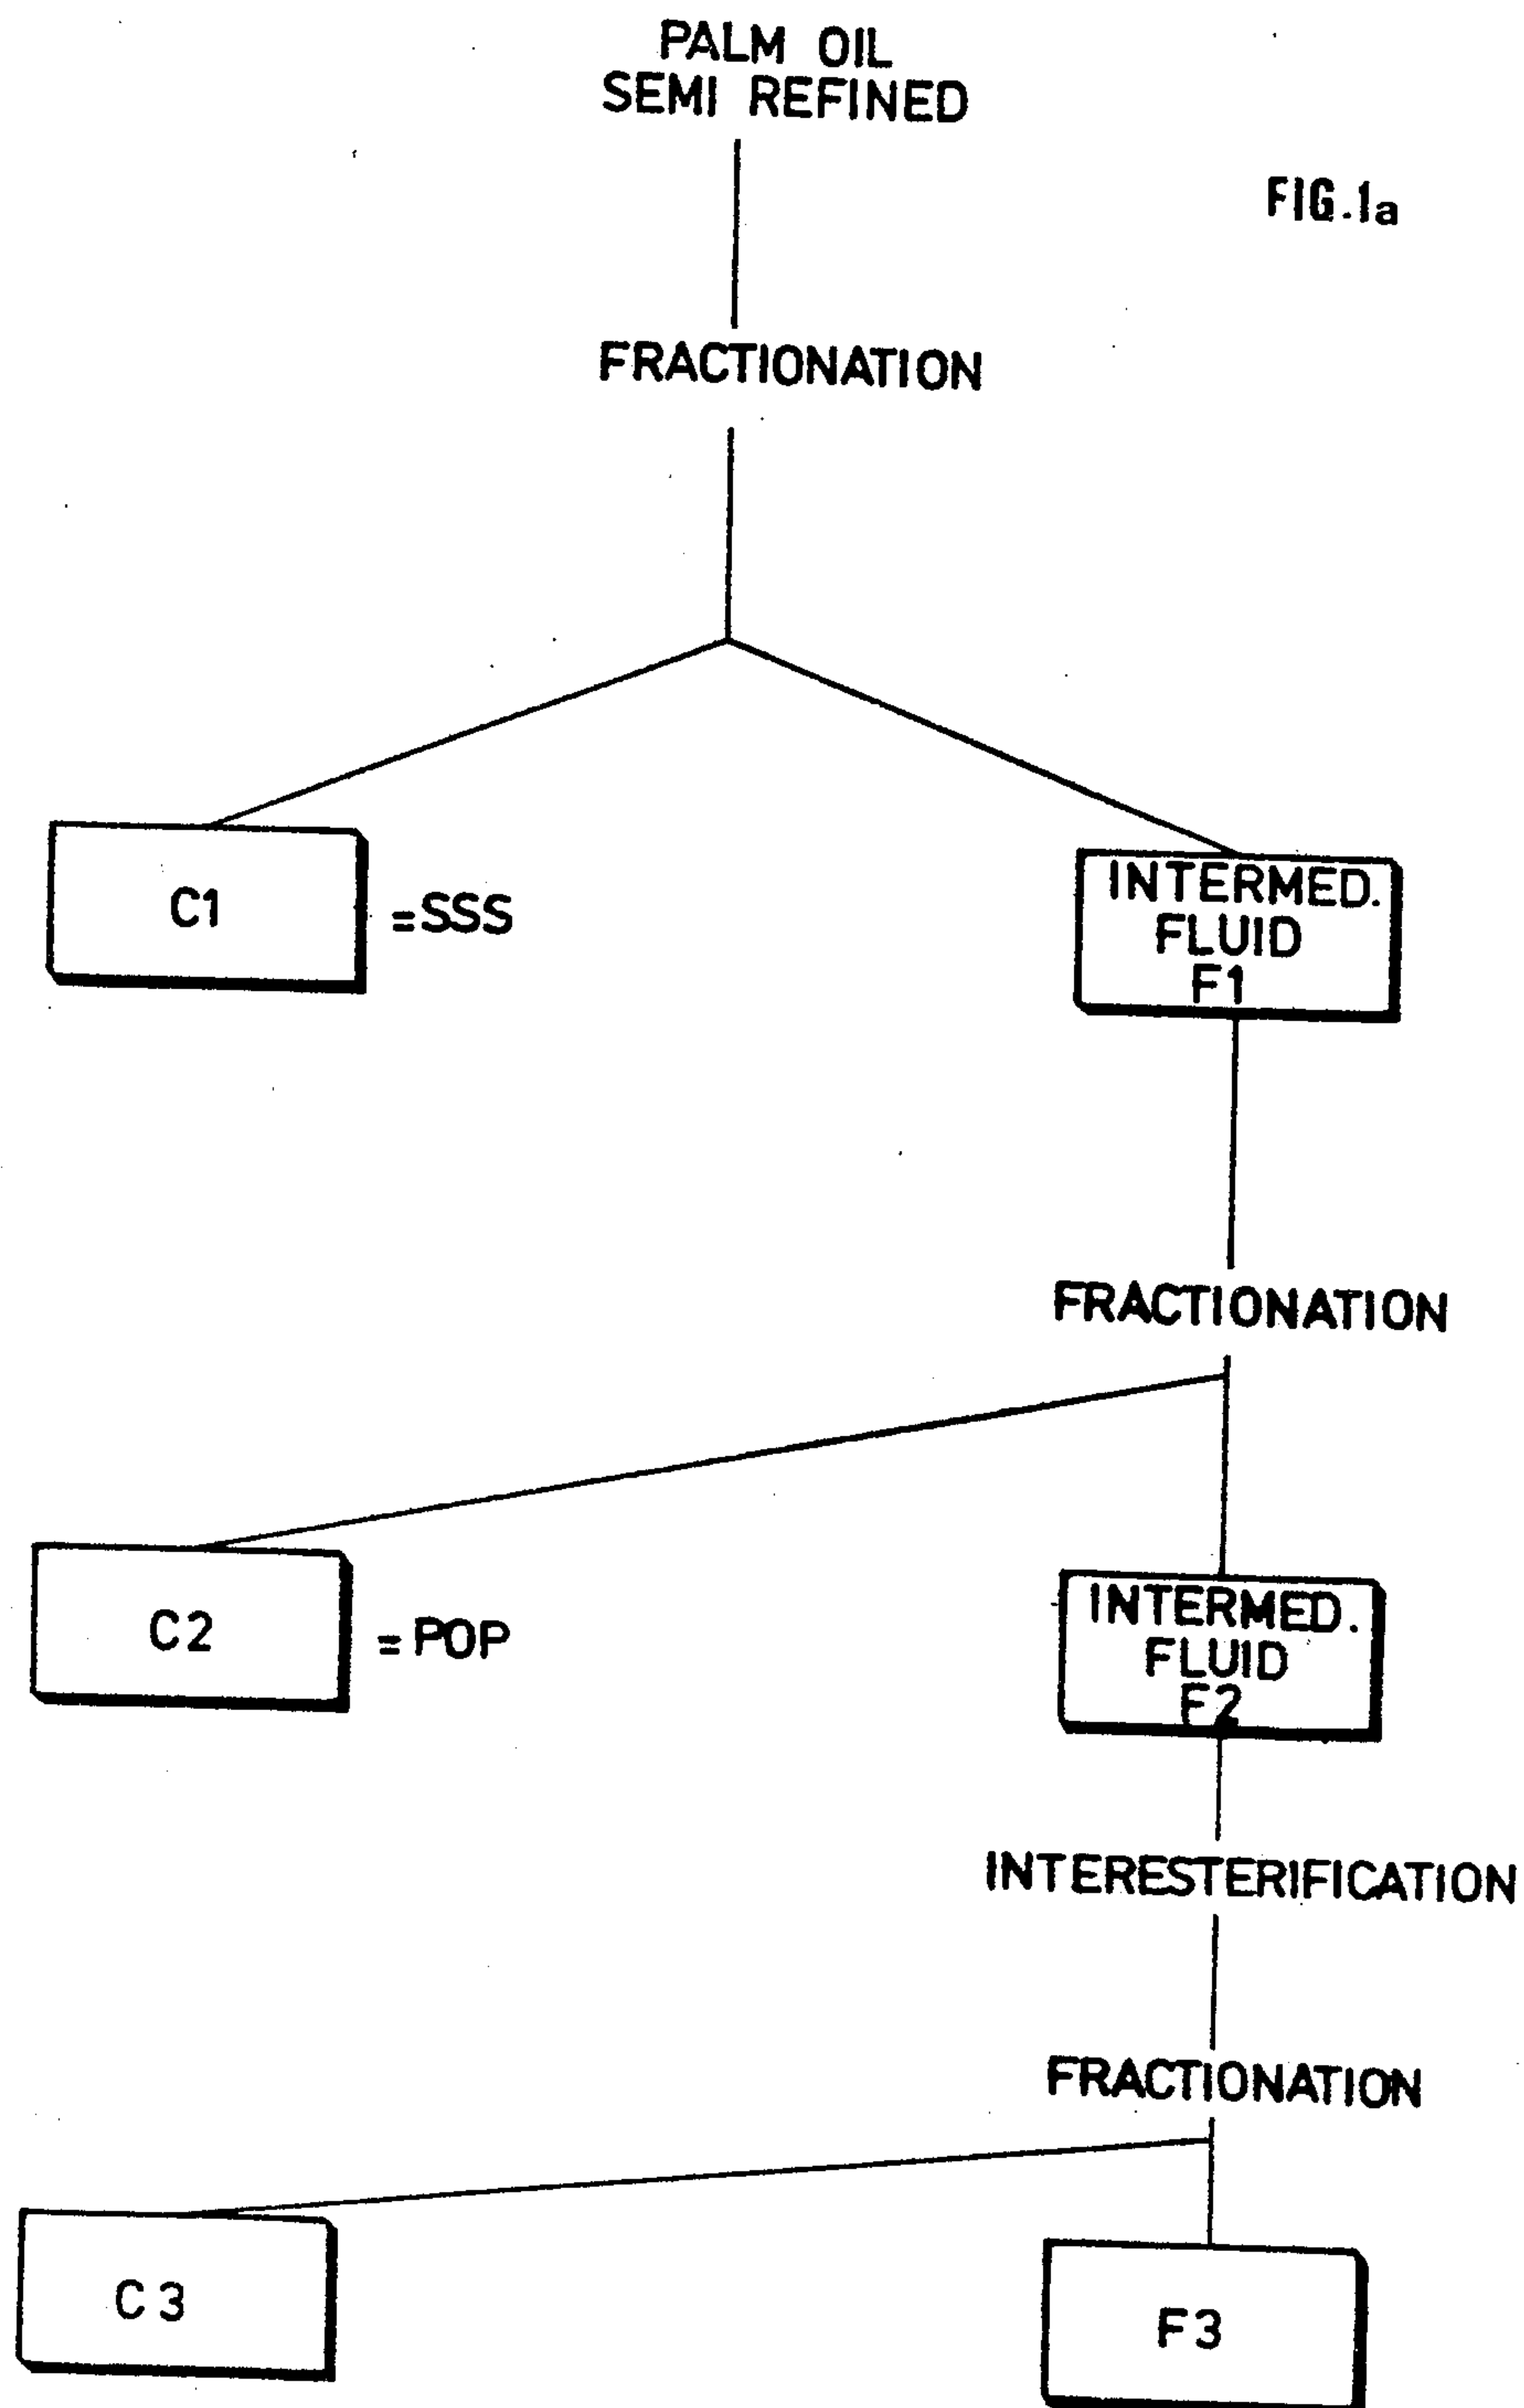 PALM OIL
SEMI REFINED
FIG.1a
FRACTIONATION
C1
=SSS
INTERMED.
FLUID
F1
FRACTIONATION
C2
=POP
INTERMED.
FLUID
F2
INTERESTERIFICATION
FRACTIONATION
C3
F3